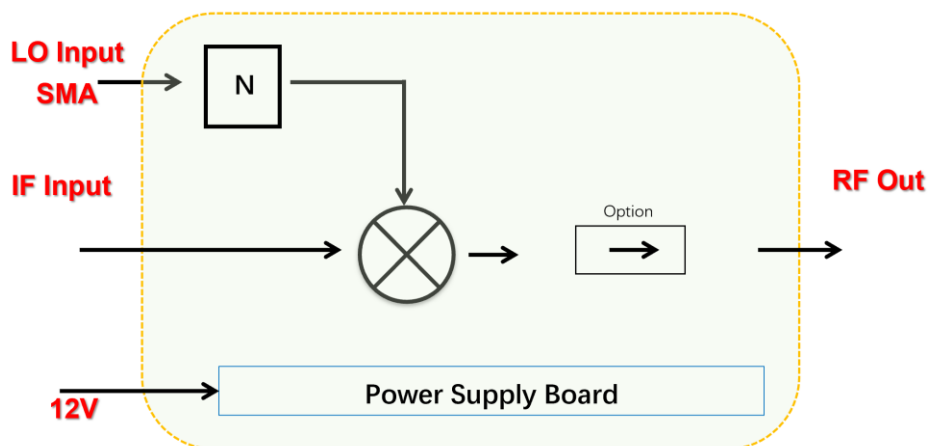 LO Input
SMA
N
IF Input
RF Out
Option
12V
Power Supply Board